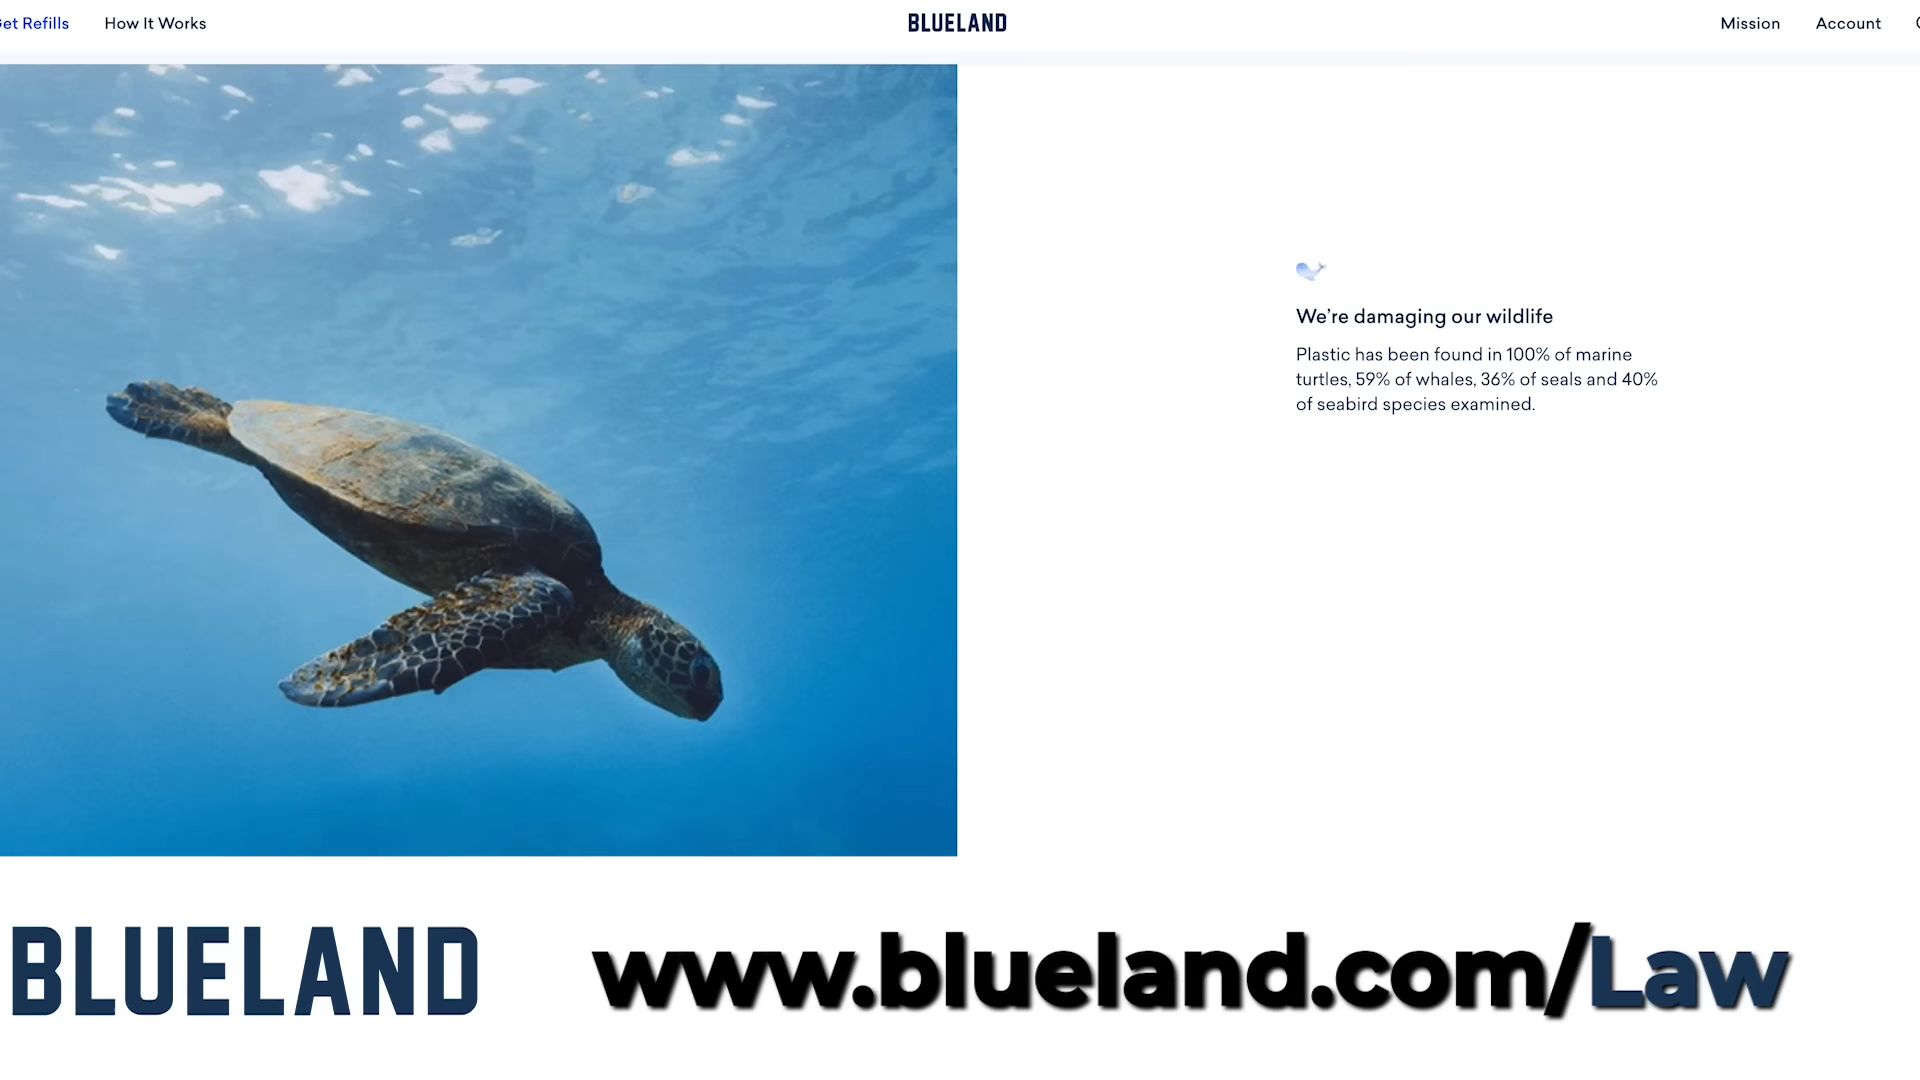 Get Refills
How It Works
BLUELAND
Mission
Account
We're damaging our wildlife
Plastic has been found in 100% of marine
turtles, 59% of whales, 36% of seals and 40%
of seabird species examined.
BLUELAND
www.blueland.com/Law